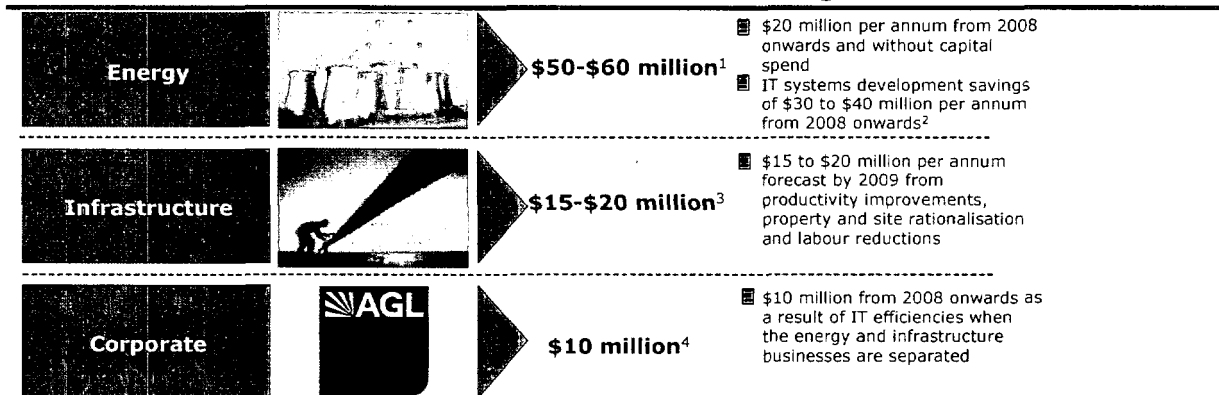 Energy
$50-$60 million1
$20 million per annum from 2008
onwards and without capital
spend
IT systems development savings
of $30 to $40 million per annum
from 2008 onwards2
Infrastructure
$15-$20 million3
$15 to $20 million per annum
forecast by 2009 from
productivity improvements,
property and site rationalisation
and labour reductions
Corporate
AGL
$10 million4
$10 million from 2008 onwards as
a result of IT efficiencies when
the energy and infrastructure
businesses are separated